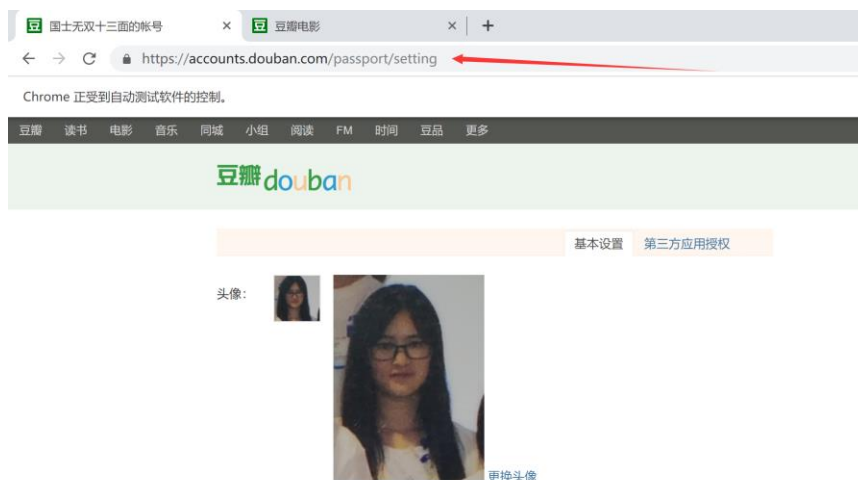 国士无双十三面的帐号
豆瓣电影
https://accounts.douban.com/passport/setting
Chrome 正受到自动测试软件的控制。
豆瓣 读书 电影 音乐 同城 小组 阅读 FM 时间 豆品 更多
豆瓣douban
基本设置 第三方应用授权
头像:
更换头像